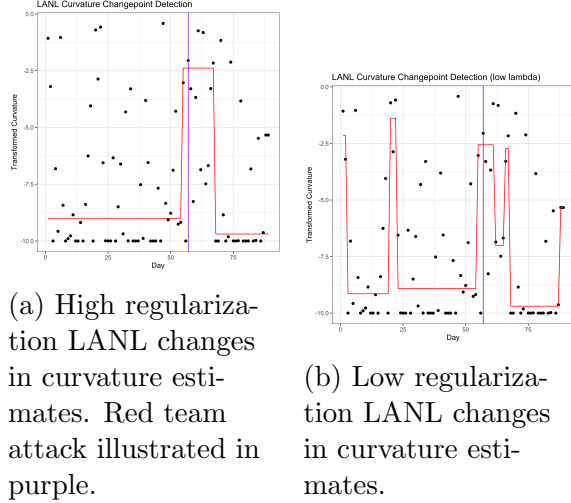 LANL Curvature Changepoint Detection
0.0
-2.5
-5.0
-7.5
-10.0
Transformed Curvature
0
25
50
75
Day
(a) High regulariza-
tion LANL changes
in curvature esti-
mates. Red team
attack illustrated in
purple.
LANL Curvature Changepoint Detection (low lambda)
0.0
-2.5
-5.0
-7.5
-10.0
Transformed Curvature
0
25
50
75
Day
(b) Low regulariza-
tion LANL changes
in curvature esti-
mates.